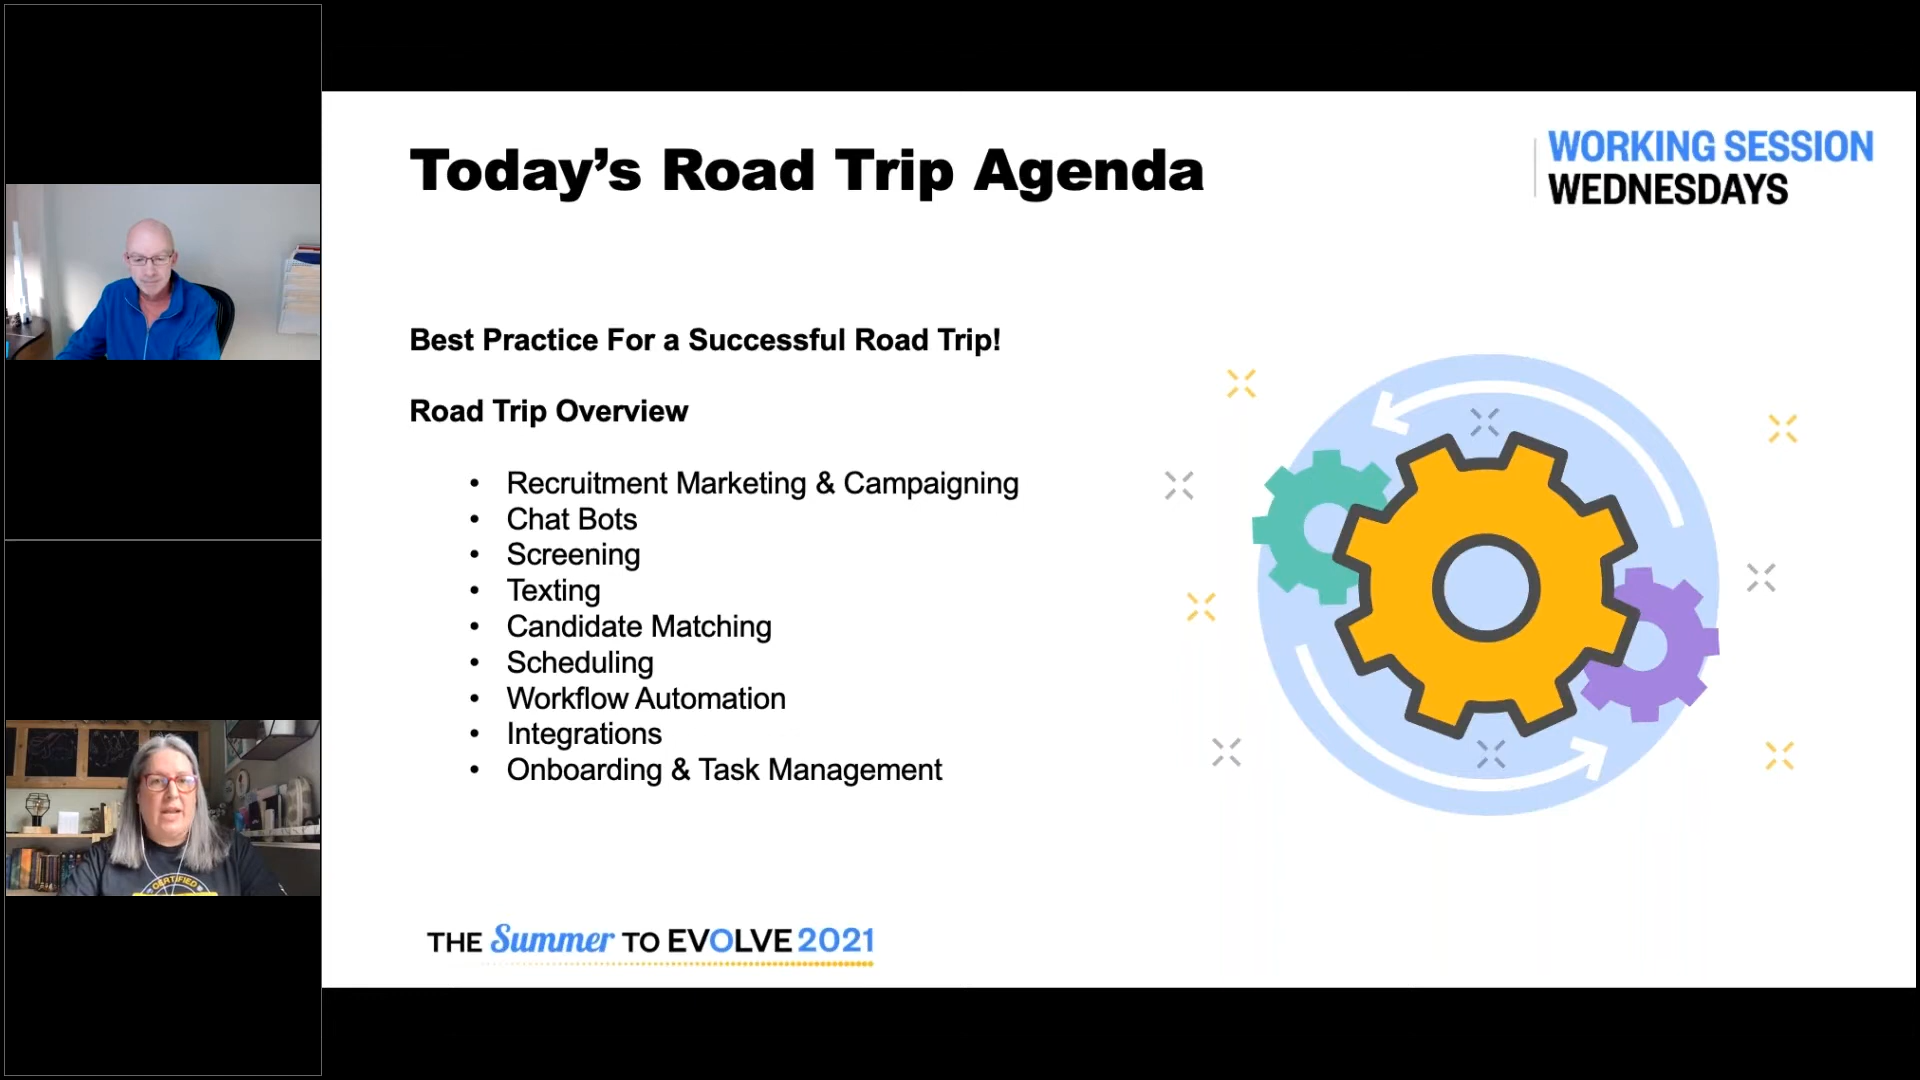 Today’s Road Trip Agenda
WORKING SESSION
WEDNESDAYS
Best Practice For a Successful Road Trip!
Road Trip Overview
• Recruitment Marketing & Campaigning
• Chat Bots
• Screening
• Texting
• Candidate Matching
• Scheduling
• Workflow Automation
• Integrations
• Onboarding & Task Management
THE Summer TO EVOLVE 2021
CERTIFIED